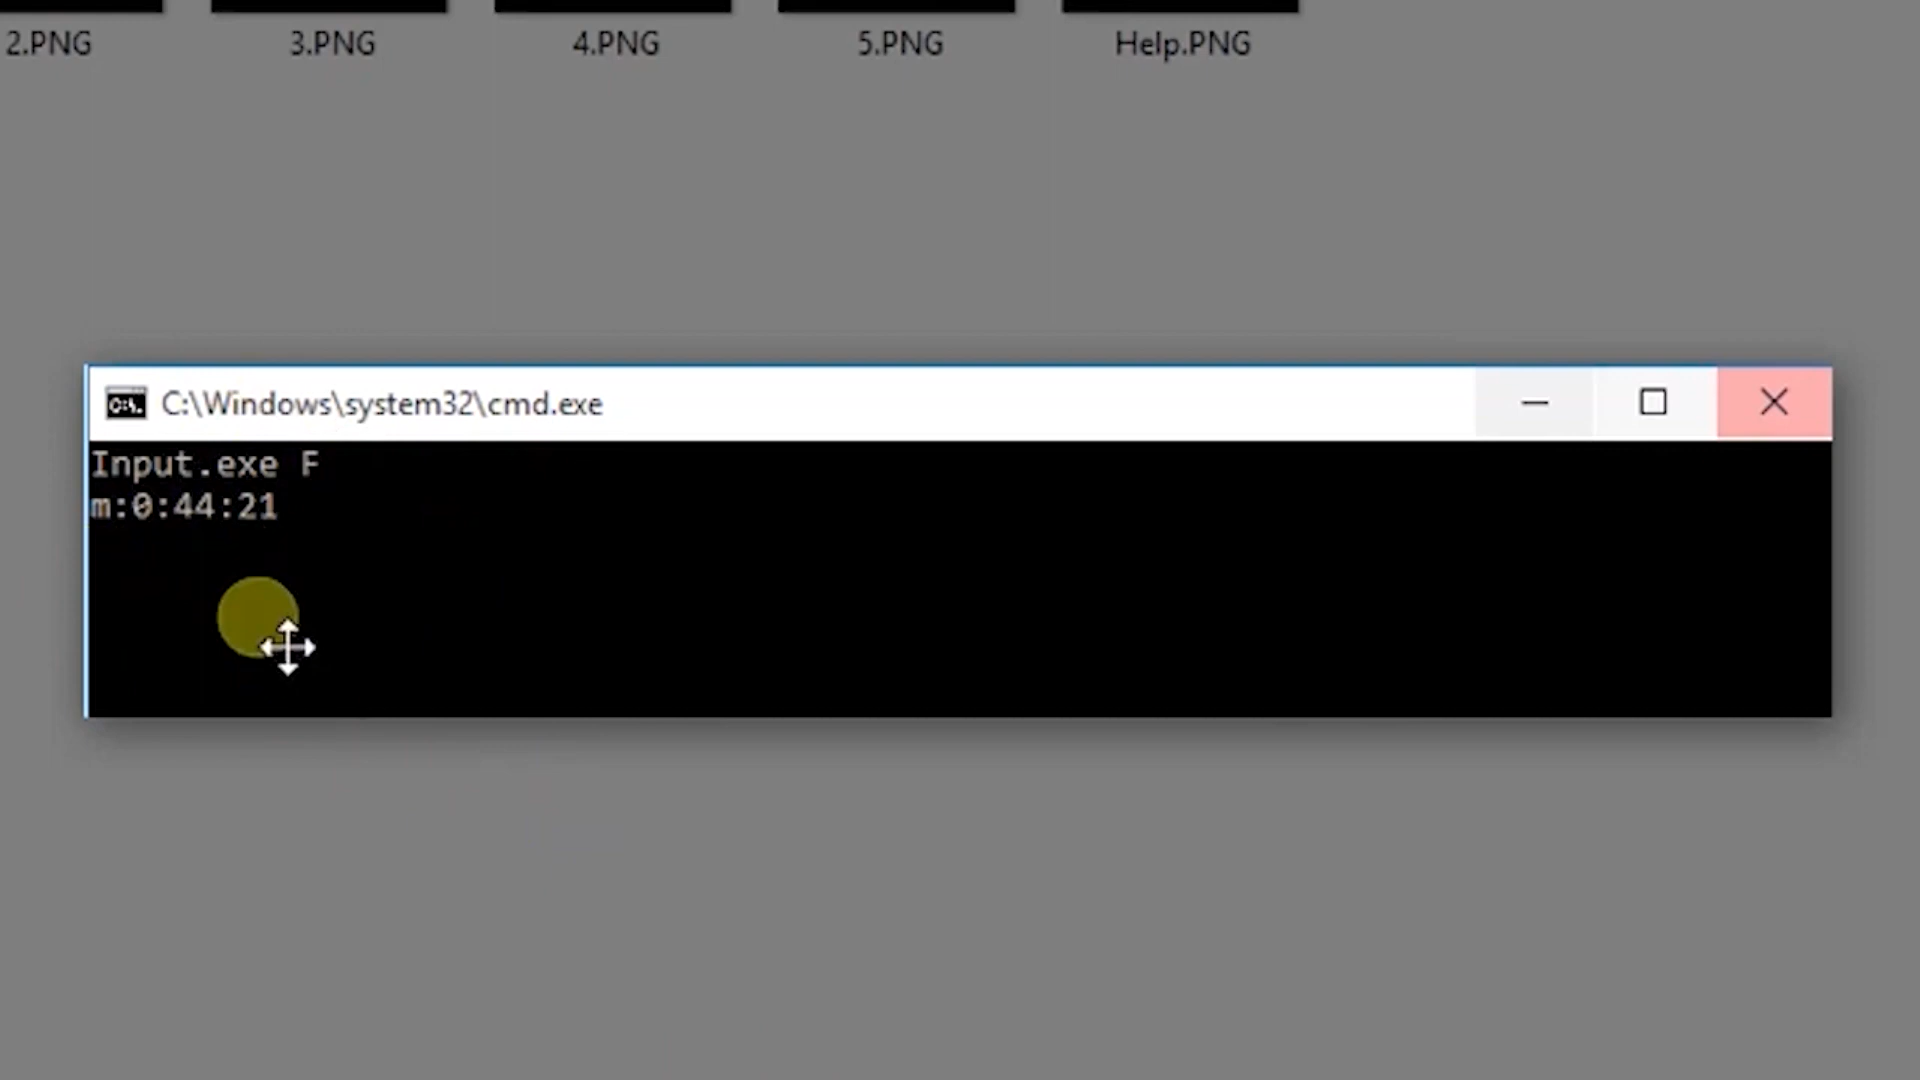 2.PNG 3.PNG 4.PNG 5.PNG Help.PNG
C:\Windows\system32\cmd.exe
Input.exe F
m:0:44:21